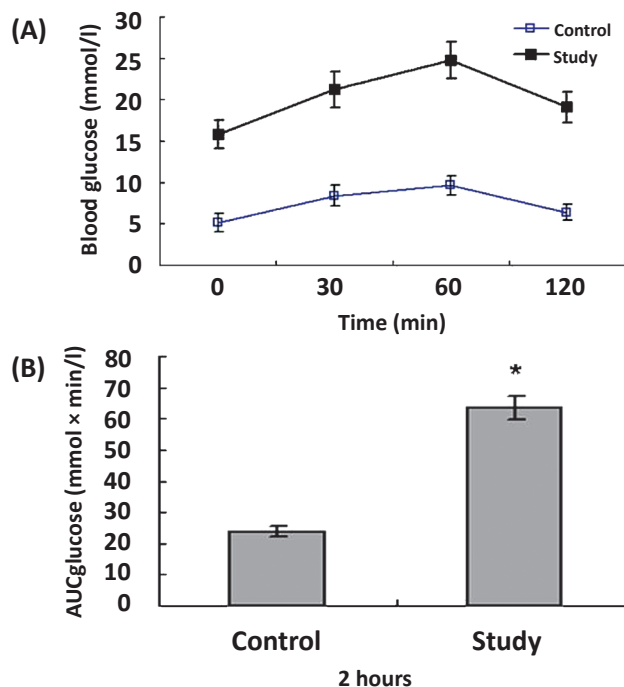 (A)
Blood glucose (mmol/l)
30
25
20
15
10
5
0
Control
Study
0 30 60 120
Time (min)
(B)
AUCglucose (mmol × min/l)
80
70
60
50
40
30
20
10
0
*
Control Study
2 hours